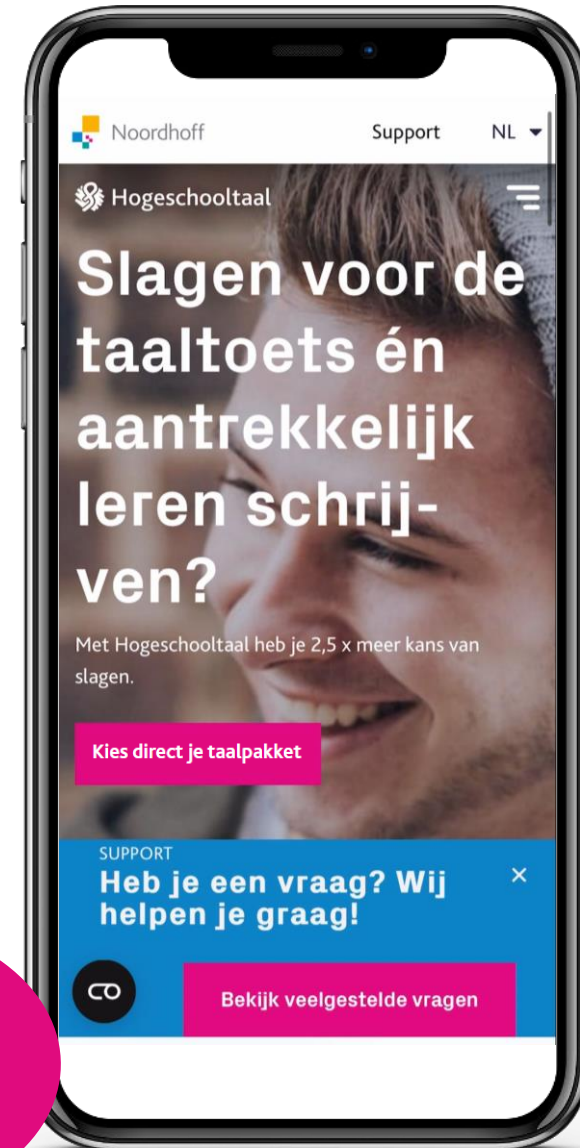 Noordhoff Support NL
Hogeschooltaal
Slagen voor de
taaltoets én
aantrekkelijk
leren schrij-
ven?
Met Hogeschooltaal heb je 2,5 x meer kans van
slagen.
Kies direct je taalpakket
SUPPORT
Heb je een vraag? Wij
helpen je graag!
Bekijk veelgestelde vragen